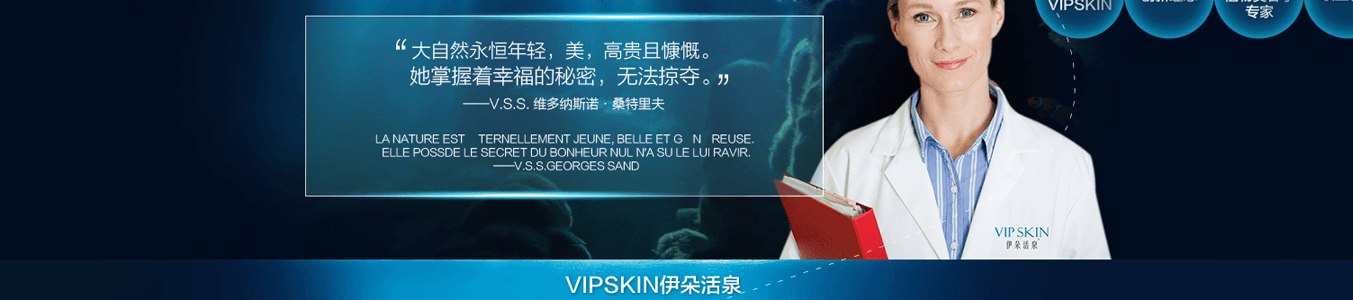 VIPSKIN
专家
“大自然永恒年轻，美，高贵且慷慨。
她掌握着幸福的秘密，无法掠夺。”
——V.S.S. 维多纳斯诺 · 桑特里夫
LA NATURE EST TERNELLEMENT JEUNE, BELLE ET G N REUSE.
ELLE POSSDE LE SECRET DU BONHEUR NUL N'A SU LE LUI RAVIR.
——V.S.S.GEORGES SAND
VIP SKIN
伊朵活泉
VIPSKIN伊朵活泉